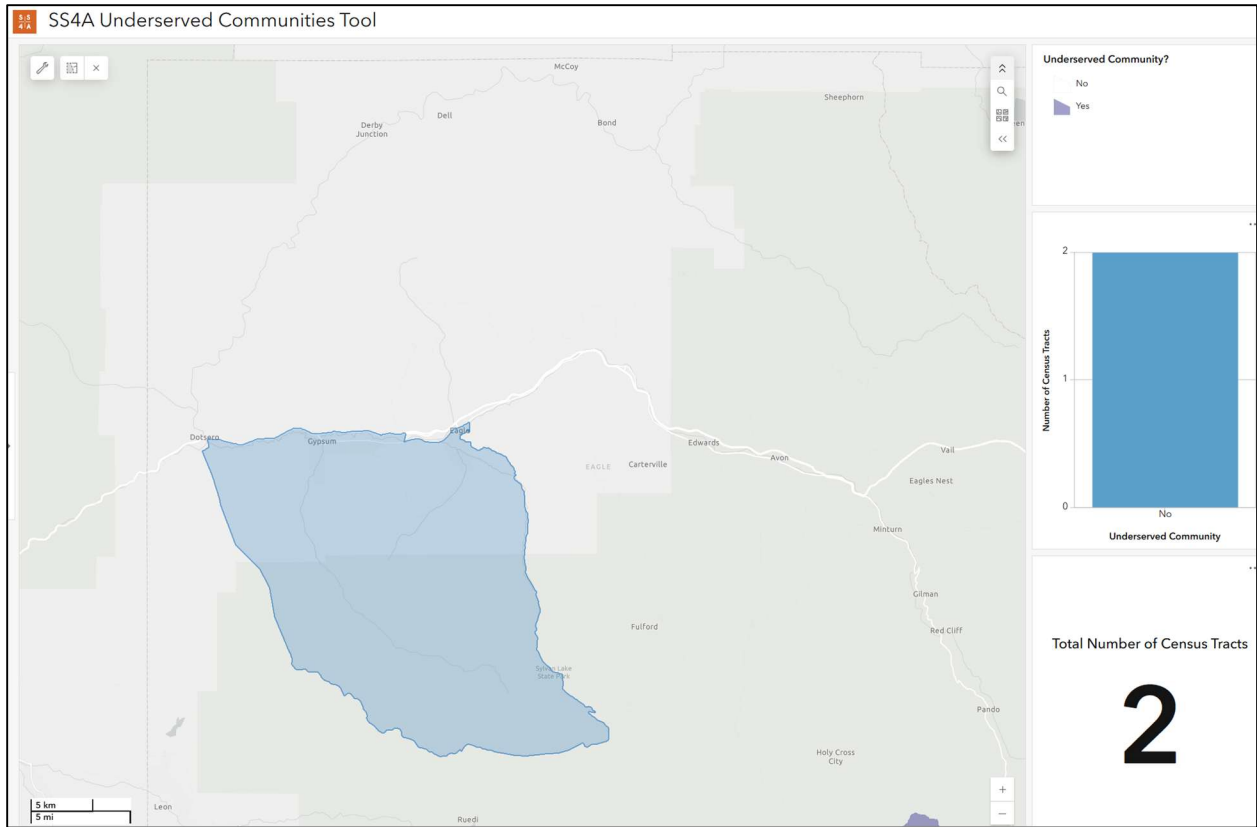 SS
4A
SS4A Underserved Communities Tool
McCoy
Sheephorn
Dell
Derby
Junction
Bond
Dotsero
Gypsum
Eagle
Edwards
Avon
Vail
EAGLE
Carterville
Eagles Nest
Minturn
Gilman
Fulford
Red Cliff
Sylvan Lake
State Park
Pando
Holy Cross
City
Leon
Ruedi
5 km
5 mi
Underserved Community?
No
Yes
Number of Census Tracts
2
1
0
No
Underserved Community
Total Number of Census Tracts
2